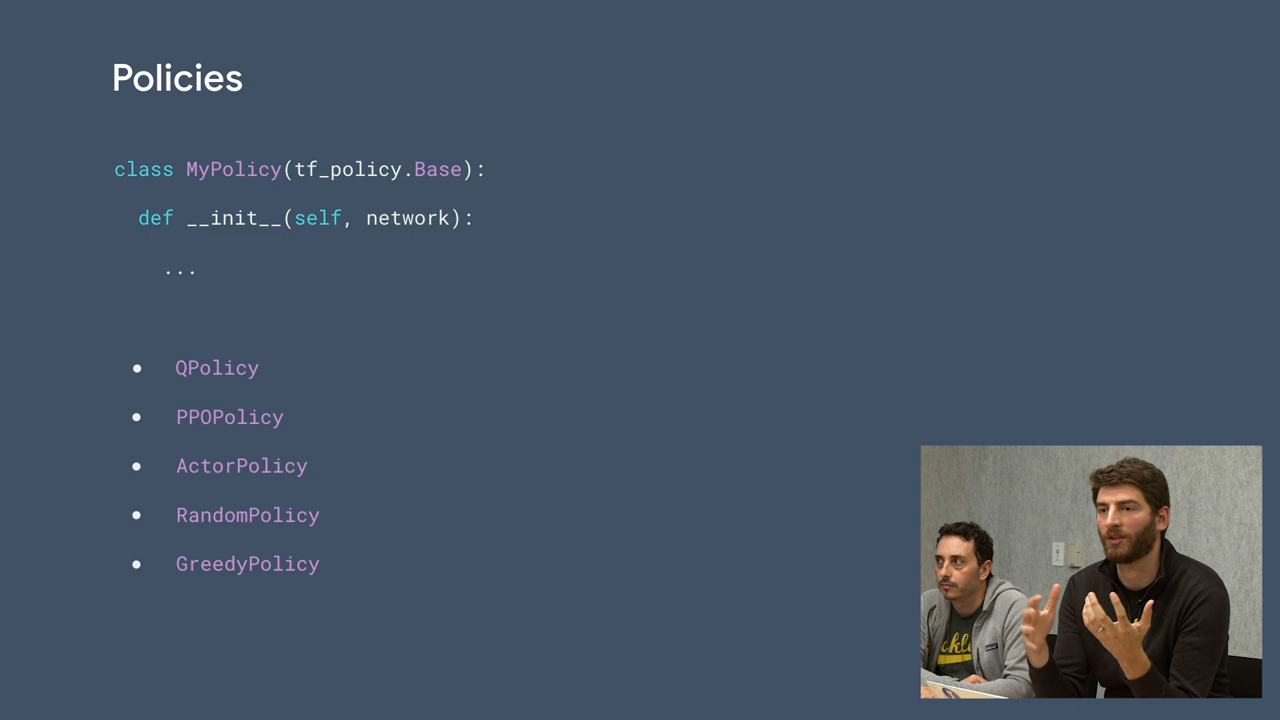 Policies
class MyPolicy(tf_policy.Base):
def __init__(self, network):
...
• QPolicy
• PPOPolicy
• ActorPolicy
• RandomPolicy
• GreedyPolicy